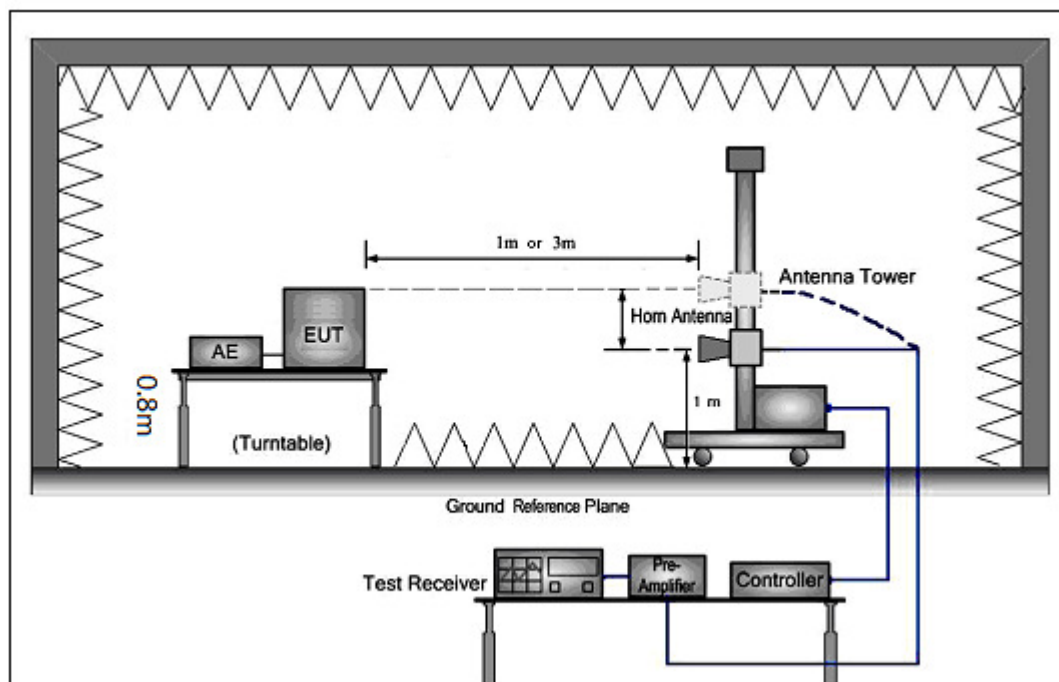 1m or 3m
Antenna Tower
Horn Antenna
EUT
AE
1 m
0.8m
(Turntable)
Ground Reference Plane
Test Receiver
Pre-
Amplifier
Controller